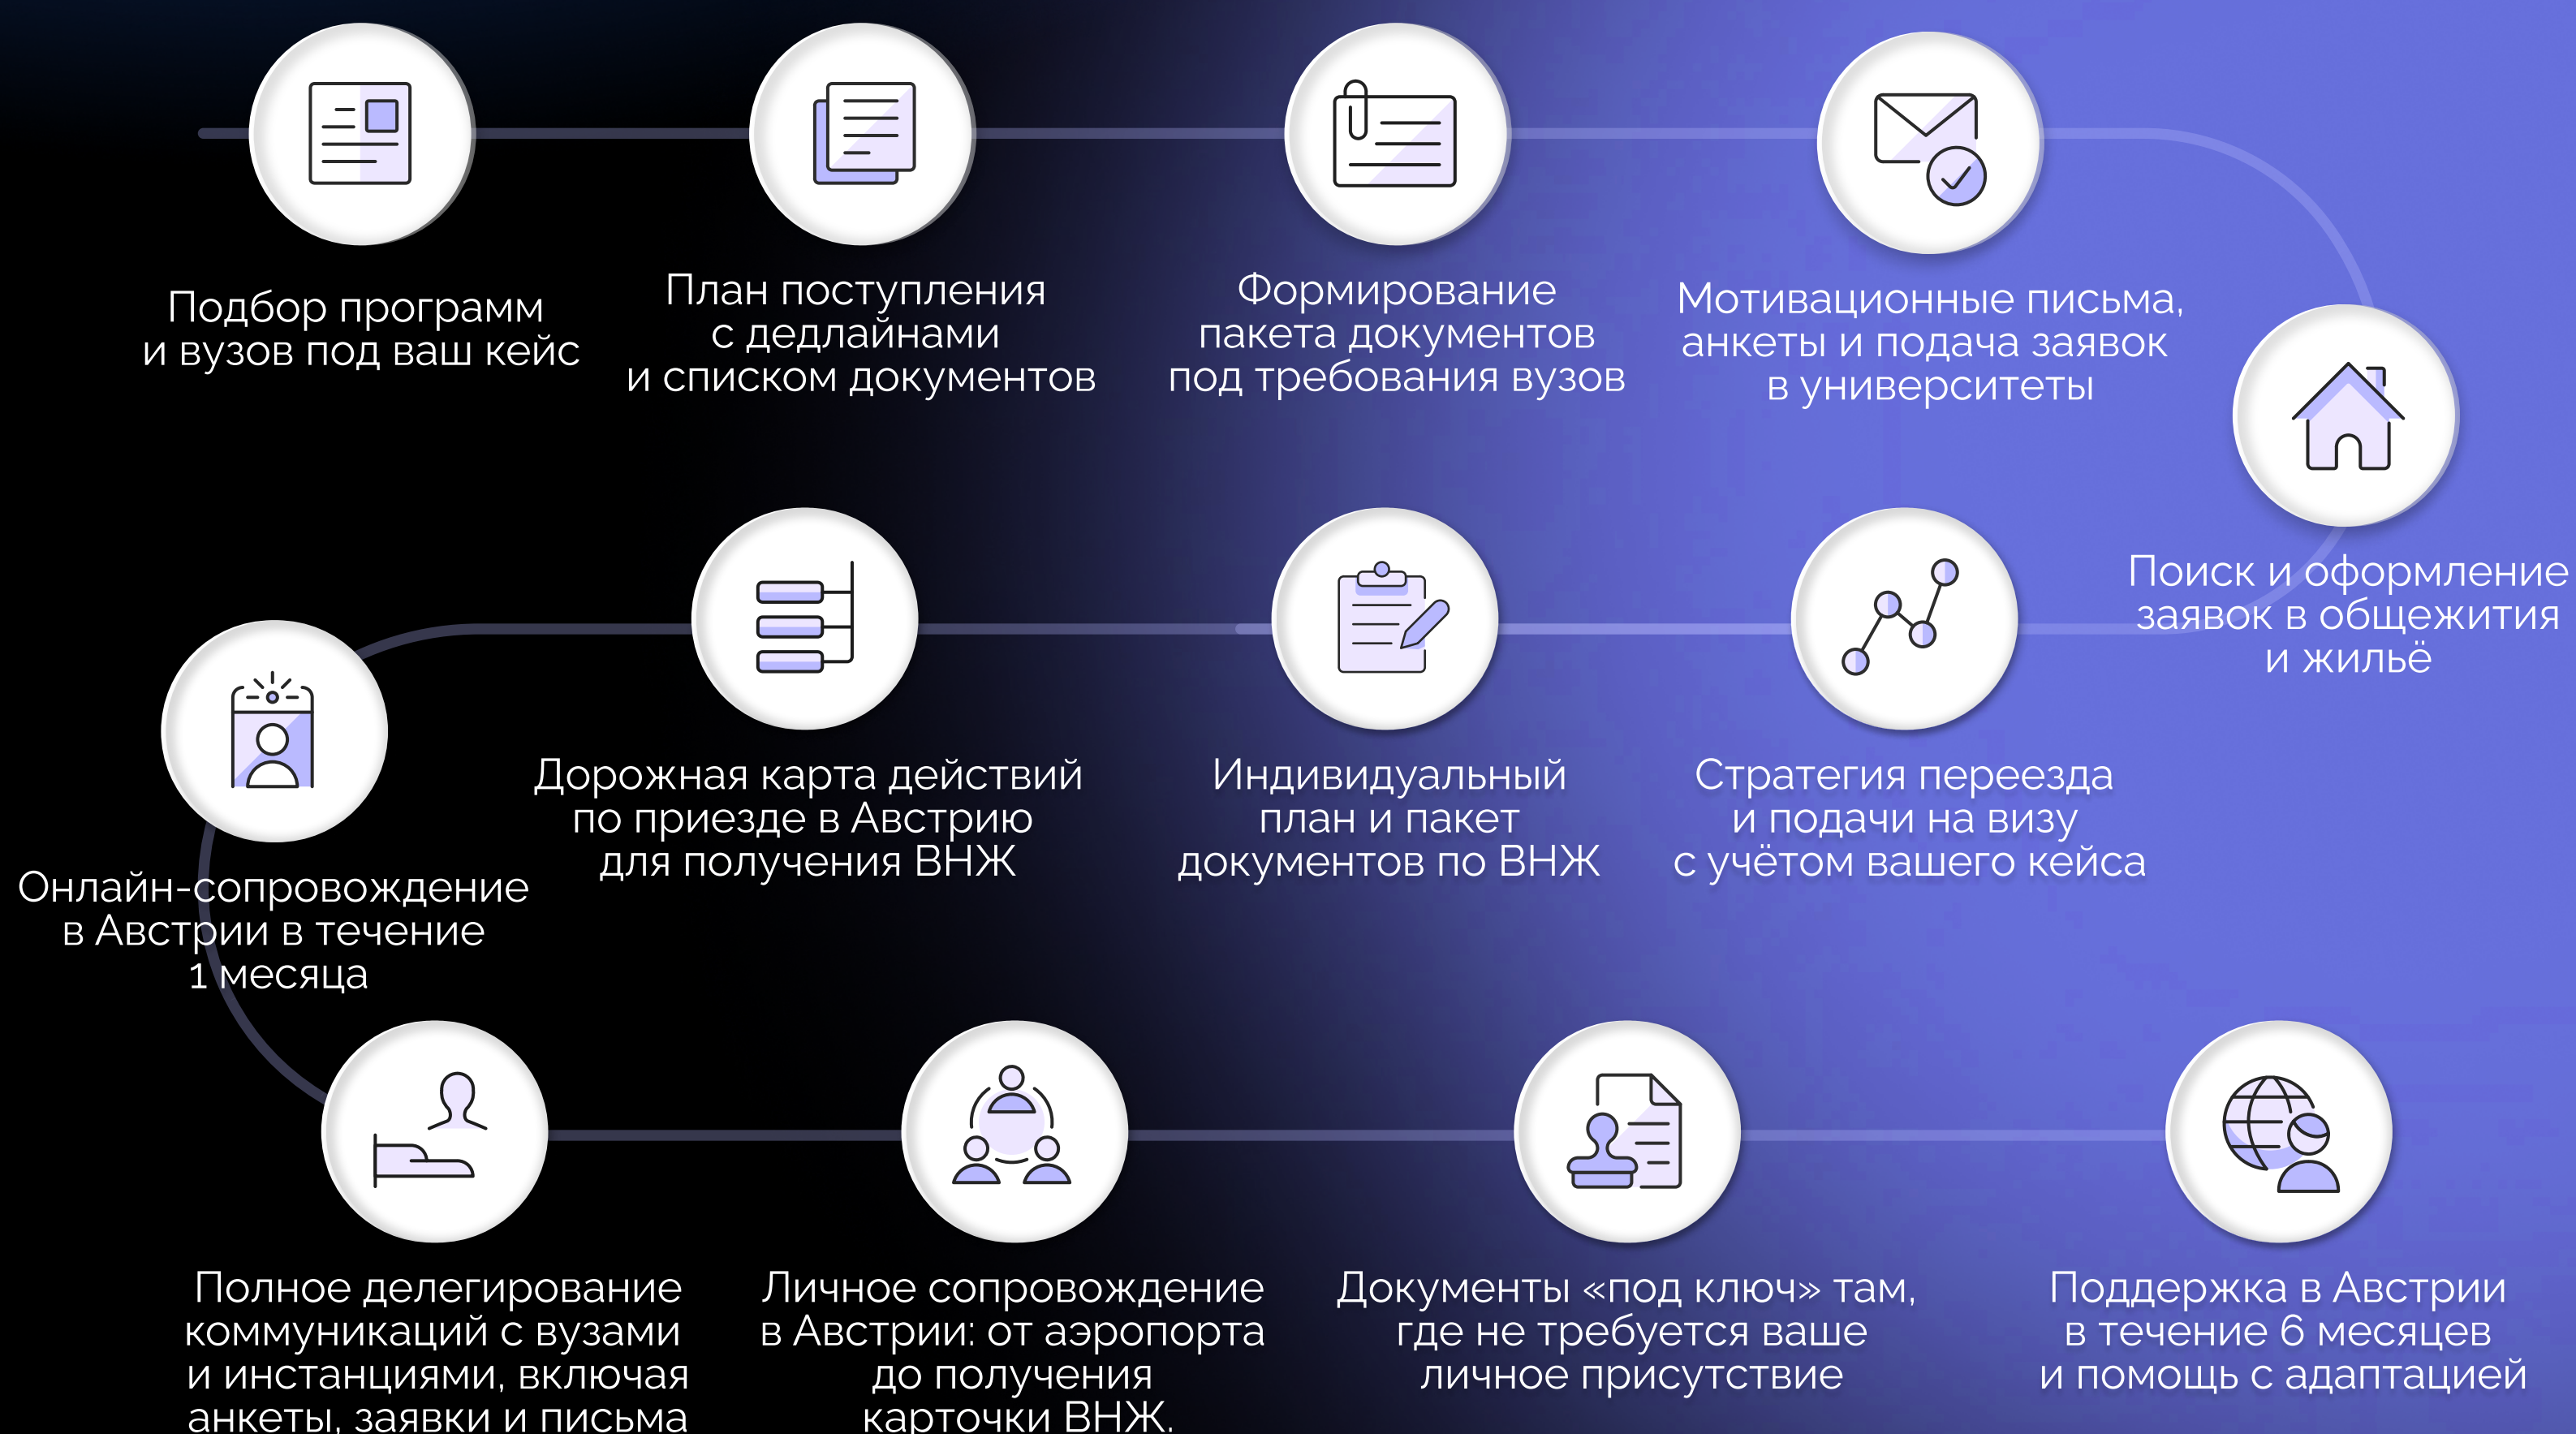 Подбор программ
и вузов под ваш кейс
План поступления
с дедлайнами
и списком документов
Формирование
пакета документов
под требования вузов
Мотивационные письма,
анкеты и подача заявок
в университеты
Поиск и оформление
заявок в общежития
и жильё
Стратегия переезда
и подачи на визу
с учётом вашего кейса
Индивидуальный
план и пакет
документов по ВНЖ
Дорожная карта действий
по приезде в Австрию
для получения ВНЖ
Онлайн-сопровождение
в Австрии в течение
1 месяца
Полное делегирование
коммуникаций с вузами
и инстанциями, включая
анкеты, заявки и письма
Личное сопровождение
в Австрии: от аэропорта
до получения
карточки ВНЖ.
Документы «под ключ» там,
где не требуется ваше
личное присутствие
Поддержка в Австрии
в течение 6 месяцев
и помощь с адаптацией